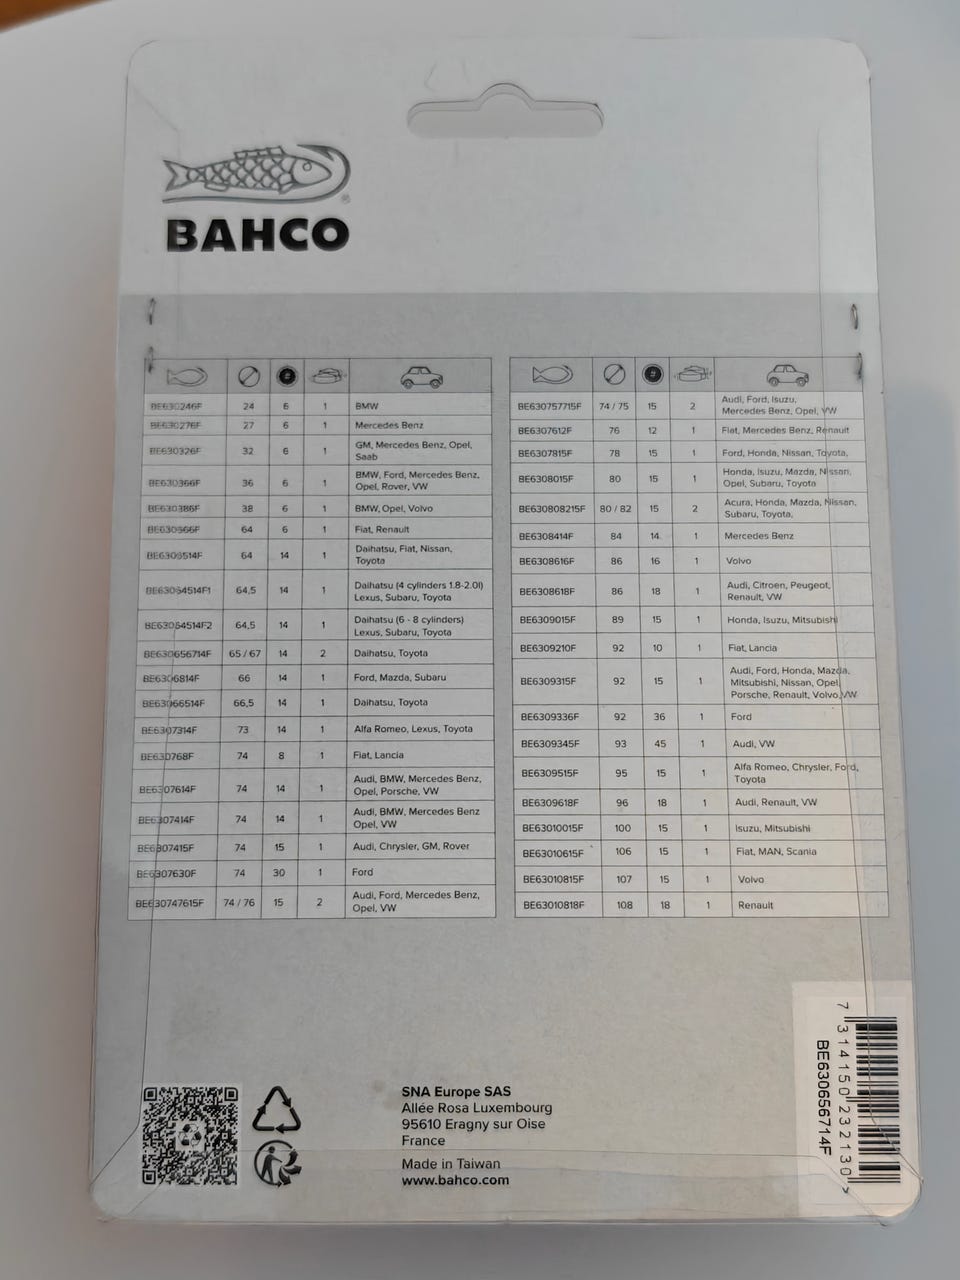 BAHCO
®
#
BE630246F 24 6 1 BMW
BE630276F 27 6 1 Mercedes Benz
BE630326F 32 6 1 GM, Mercedes Benz, Opel,
Saab
BE630366F 36 6 1 BMW, Ford, Mercedes Benz,
Opel, Rover, VW
BE630386F 38 6 1 BMW, Opel, Volvo
64 6 1 Fiat, Renault
64 14 1 Daihatsu, Fiat, Nissan,
Toyota
BE63064514F1 64,5 14 1 Daihatsu (4 cylinders 1.8-2.0l)
Lexus, Subaru, Toyota
BE63064514F2 64,5 14 1 Daihatsu (6 - 8 cylinders)
Lexus, Subaru, Toyota
BE630656714F 65 / 67 14 2 Daihatsu, Toyota
BE6306814F 66 14 1 Ford, Mazda, Subaru
BE63066514F 66,5 14 1 Daihatsu, Toyota
BE6307314F 73 14 1 Alfa Romeo, Lexus, Toyota
BE630768F 74 8 1 Fiat, Lancia
BE6307614F 74 14 1 Audi, BMW, Mercedes Benz,
Opel, Porsche, VW
BE6307414F 74 14 1 Audi, BMW, Mercedes Benz
Opel, VW
BE6307415F 74 15 1 Audi, Chrysler, GM, Rover
BE6307630F 74 30 1 Ford
BE630747615F 74 / 76 15 2 Audi, Ford, Mercedes Benz,
Opel, VW
#
BE630757715F 74 / 75 15 2 Audi, Ford, Isuzu,
Mercedes Benz, Opel, VW
BE6307612F 76 12 1 Fiat, Mercedes Benz, Renault
BE6307815F 78 15 1 Ford, Honda, Nissan, Toyota,
BE6308015F 80 15 1 Honda, Isuzu, Mazda, Nissan,
Opel, Subaru, Toyota
BE630808215F 80 / 82 15 2 Acura, Honda, Mazda, Nissan,
Subaru, Toyota,
BE6308414F 84 14 1 Mercedes Benz
BE6308616F 86 16 1 Volvo
BE6308618F 86 18 1 Audi, Citroen, Peugeot,
Renault, VW
BE6309015F 89 15 1 Honda, Isuzu, Mitsubishi
BE6309210F 92 10 1 Fiat, Lancia
BE6309315F 92 15 1 Audi, Ford, Honda, Mazda,
Mitsubishi, Nissan, Opel,
Porsche, Renault, Volvo, VW
BE6309336F 92 36 1 Ford
BE6309345F 93 45 1 Audi, VW
BE6309515F 95 15 1 Alfa Romeo, Chrysler, Ford,
Toyota
BE6309618F 96 18 1 Audi, Renault, VW
BE63010015F 100 15 1 Isuzu, Mitsubishi
BE63010615F 106 15 1 Fiat, MAN, Scania
BE63010815F 107 15 1 Volvo
BE63010818F 108 18 1 Renault
SNA Europe SAS
Allée Rosa Luxembourg
95610 Eragny sur Oise
France
Made in Taiwan
www.bahco.com
7 314150 232130 >
BE630656714F